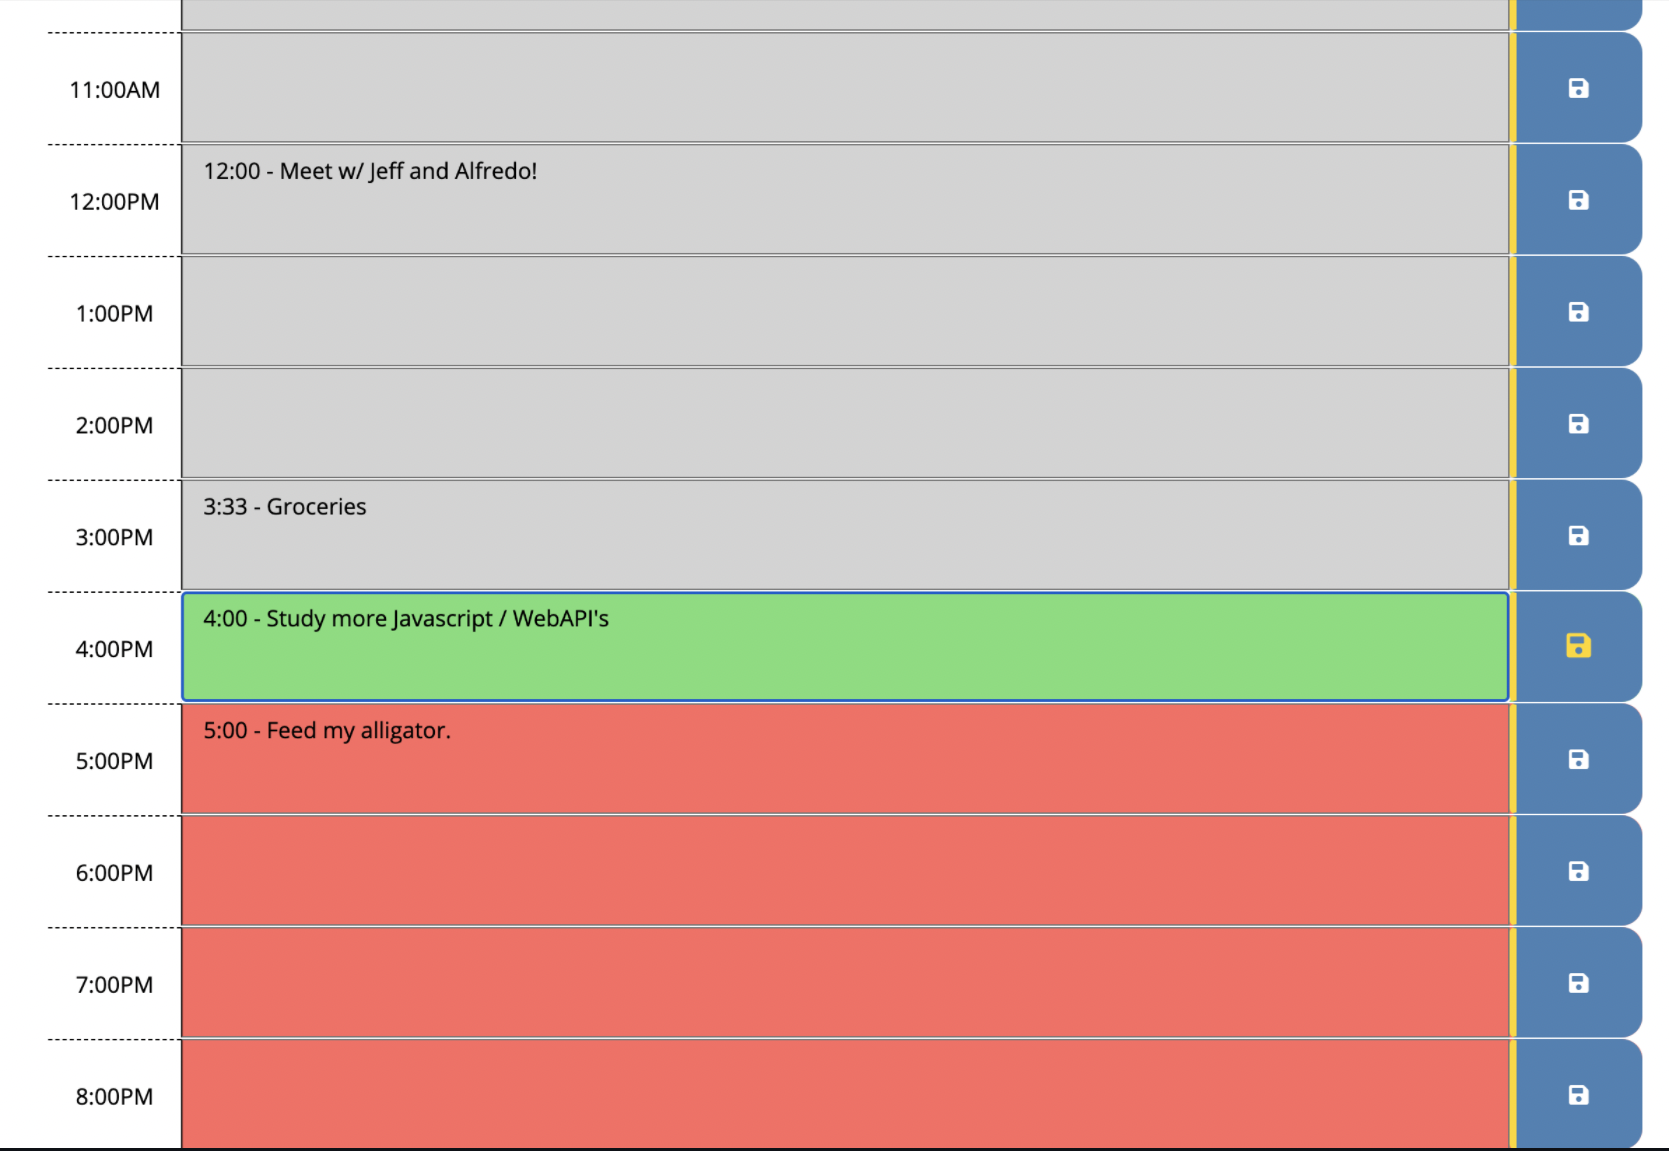 11:00AM
12:00 - Meet w/ Jeff and Alfredo!
12:00PM
1:00PM
2:00PM
3:33 - Groceries
3:00PM
4:00 - Study more Javascript / WebAPI's
4:00PM
5:00 - Feed my alligator.
5:00PM
6:00PM
7:00PM
8:00PM